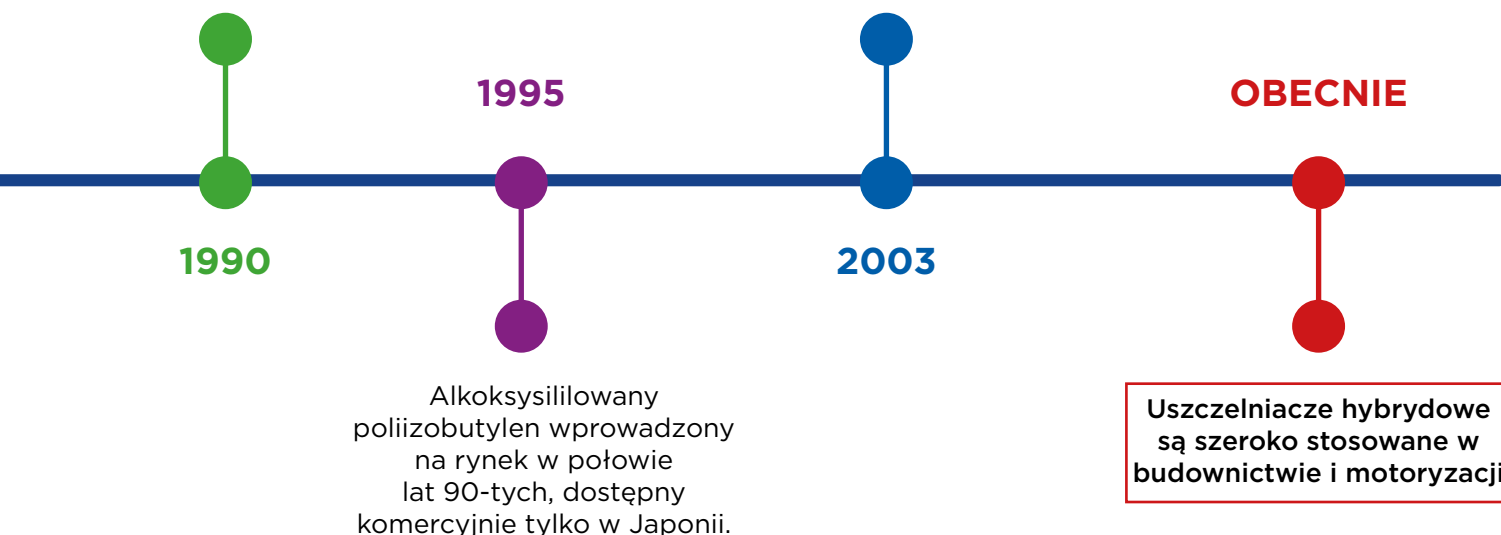 1995
OBECNIE
1990
2003
Alkoksysililowany
poliizobutylen wprowadzony
na rynek w połowie
lat 90-tych, dostępny
komercyjnie tylko w Japonii.
Uszczelniacze hybrydowe
są szeroko stosowane w
budownictwie i motoryzacji